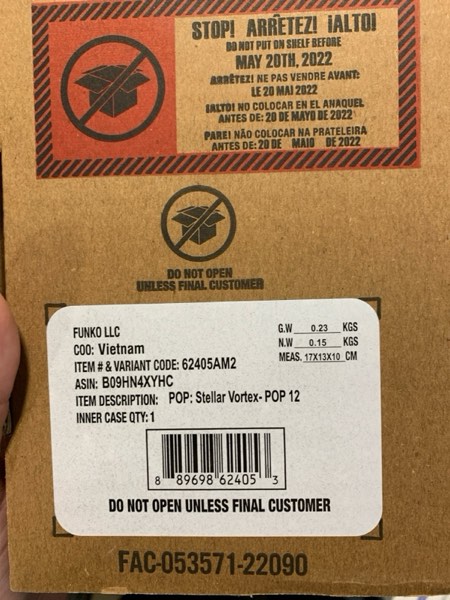 STOP! ARRÊTEZ! ¡ALTO!
DO NOT PUT ON SHELF BEFORE
MAY 20TH, 2022
ARRÊTEZ! NE PAS VENDRE AVANT:
LE 20 MAI 2022
¡ALTO! NO COLOCAR EN EL ANAQUEL
ANTES DE: 20 DE MAYO DE 2022
PARE! NÃO COLOCAR NA PRATELEIRA
ANTES DE: 20 DE MAIO DE 2022
DO NOT OPEN
UNLESS FINAL CUSTOMER
FUNKO LLC
COO: Vietnam
ITEM # & VARIANT CODE: 62405AM2
ASIN: B09HN4XYHC
ITEM DESCRIPTION: POP: Stellar Vortex- POP 12
INNER CASE QTY: 1
G.W 0.23 KGS
N.W 0.15 KGS
MEAS. 17X13X10 CM
8 89698 62405 3
DO NOT OPEN UNLESS FINAL CUSTOMER
FAC-053571-22090